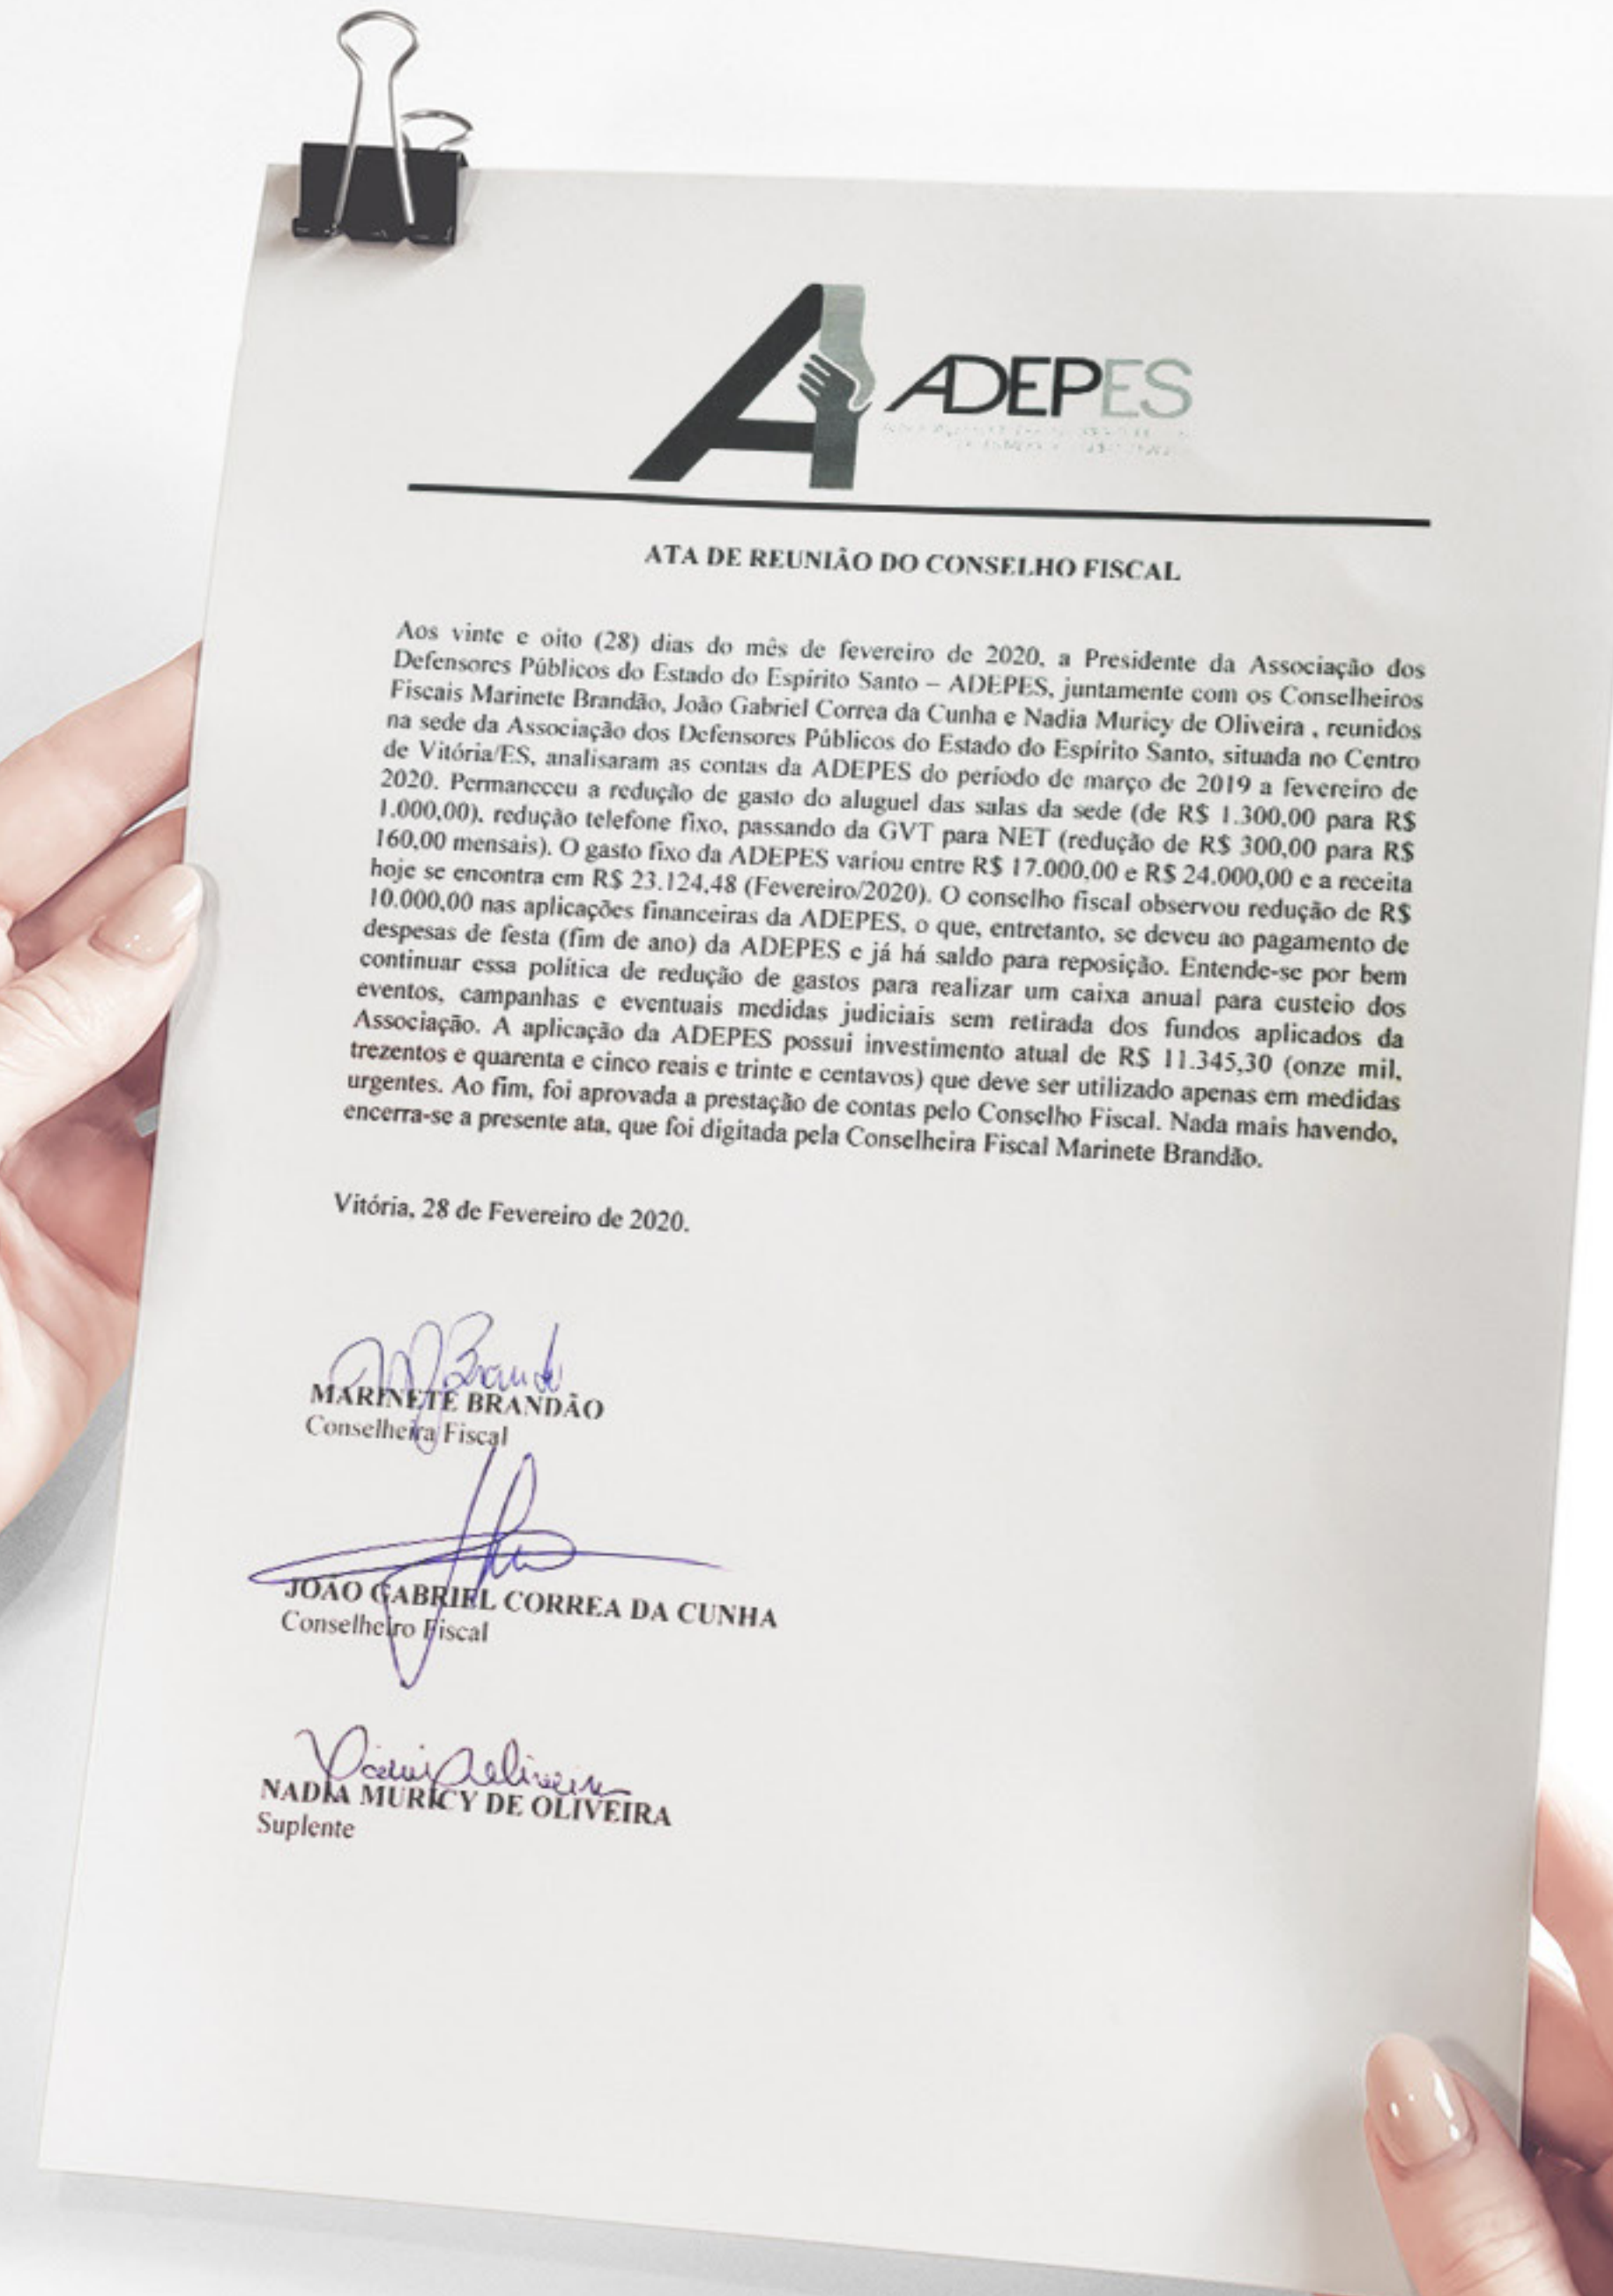 ADEPES
ATA DE REUNIÃO DO CONSELHO FISCAL
Aos vinte e oito (28) dias do mês de fevereiro de 2020, a Presidente da Associação dos
Defensores Públicos do Estado do Espírito Santo – ADEPES, juntamente com os Conselheiros
Fiscais Marinete Brandão, João Gabriel Correa da Cunha e Nadia Muricy de Oliveira , reunidos
na sede da Associação dos Defensores Públicos do Estado do Espírito Santo, situada no Centro
de Vitória/ES, analisaram as contas da ADEPES do período de março de 2019 a fevereiro de
2020. Permaneceu a redução de gasto do aluguel das salas da sede (de R$ 1.300,00 para R$
1.000,00), redução telefone fixo, passando da GVT para NET (redução de R$ 300,00 para R$
160,00 mensais). O gasto fixo da ADEPES variou entre R$ 17.000,00 e R$ 24.000,00 e a receita
hoje se encontra em R$ 23.124,48 (Fevereiro/2020). O conselho fiscal observou redução de R$
10.000,00 nas aplicações financeiras da ADEPES, o que, entretanto, se deveu ao pagamento de
despesas de festa (fim de ano) da ADEPES e já há saldo para reposição. Entende-se por bem
continuar essa política de redução de gastos para realizar um caixa anual para custeio dos
eventos, campanhas e eventuais medidas judiciais sem retirada dos fundos aplicados da
Associação. A aplicação da ADEPES possui investimento atual de R$ 11.345,30 (onze mil,
trezentos e quarenta e cinco reais e trinte e centavos) que deve ser utilizado apenas em medidas
urgentes. Ao fim, foi aprovada a prestação de contas pelo Conselho Fiscal. Nada mais havendo,
encerra-se a presente ata, que foi digitada pela Conselheira Fiscal Marinete Brandão.
Vitória, 28 de Fevereiro de 2020.
MARINETE BRANDÃO
Conselheira Fiscal
JOÃO GABRIEL CORREA DA CUNHA
Conselheiro Fiscal
NADIA MURICY DE OLIVEIRA
Suplente